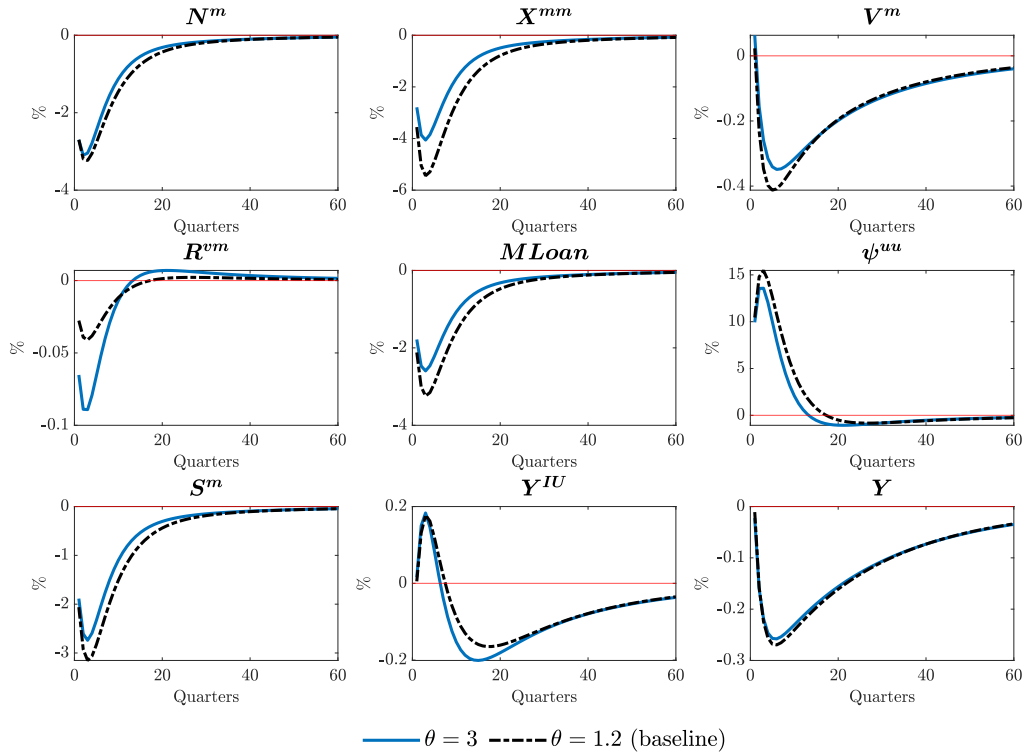 N^m X^{mm} V^m
0 0 0
% -2 % -2 % -0.2
-4 -4 -0.4
-6
0 20 40 60 0 20 40 60 0 20 40 60
Quarters Quarters Quarters
R^{vm} MLoan ψ^{uu}
0 0 15
% -0.05 % -2 % 10
-0.1 -4 5
0
0 20 40 60 0 20 40 60 0 20 40 60
Quarters Quarters Quarters
S^m Y^{IU} Y
0 0.2 0
-1 0 -0.1
% -2 % -0.2 % -0.2
-3 -0.3
0 20 40 60 0 20 40 60 0 20 40 60
Quarters Quarters Quarters
θ = 3 θ = 1.2 (baseline)